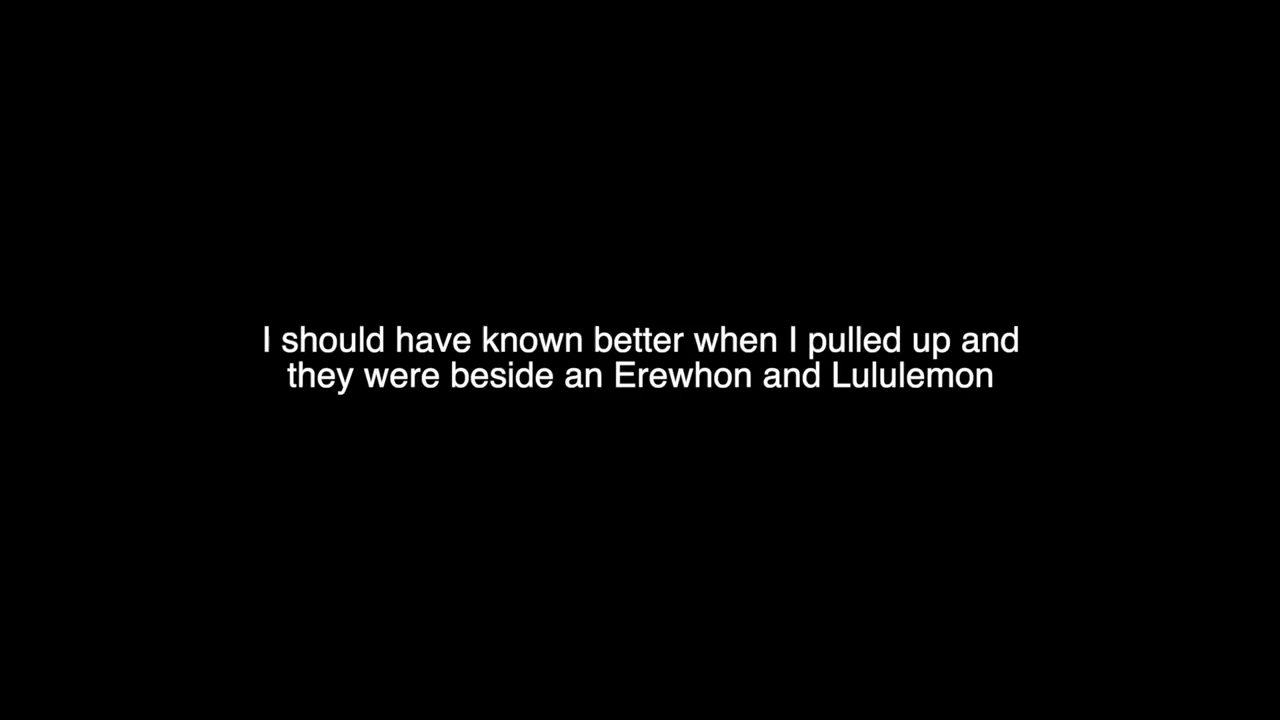 I should have known better when I pulled up and
they were beside an Erewhon and Lululemon